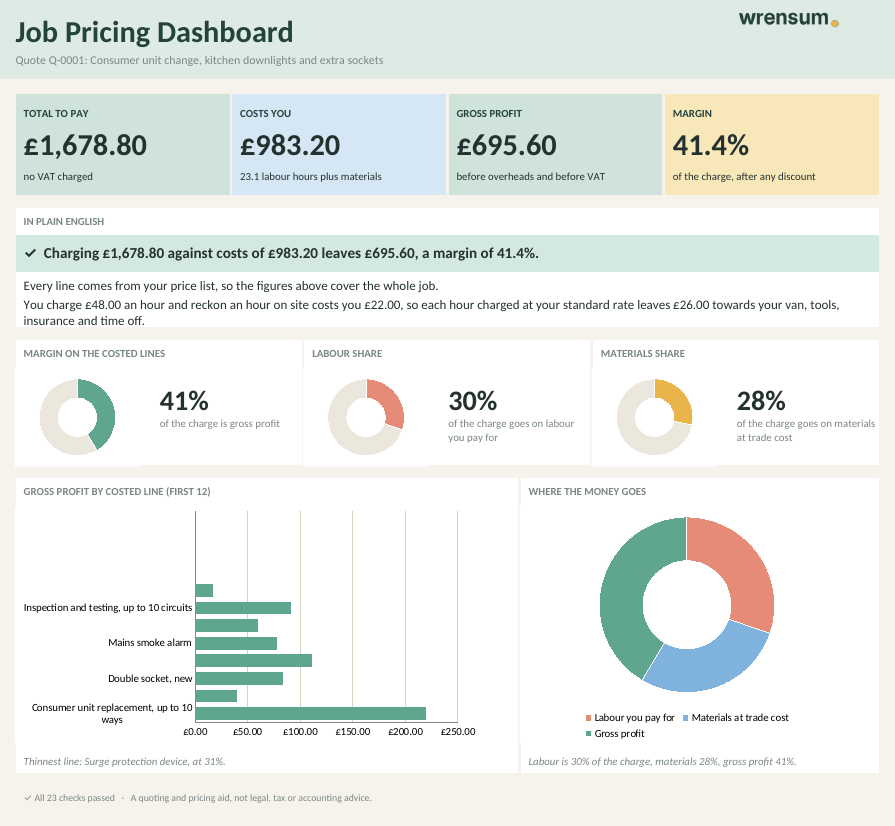 Job Pricing Dashboard
wrensum.
Quote Q-0001: Consumer unit change, kitchen downlights and extra sockets
TOTAL TO PAY
£1,678.80
no VAT charged
COSTS YOU
£983.20
23.1 labour hours plus materials
GROSS PROFIT
£695.60
before overheads and before VAT
MARGIN
41.4%
of the charge, after any discount
IN PLAIN ENGLISH
✓ Charging £1,678.80 against costs of £983.20 leaves £695.60, a margin of 41.4%.
Every line comes from your price list, so the figures above cover the whole job.
You charge £48.00 an hour and reckon an hour on site costs you £22.00, so each hour charged at your standard rate leaves £26.00 towards your van, tools,
insurance and time off.
MARGIN ON THE COSTED LINES
41%
of the charge is gross profit
LABOUR SHARE
30%
of the charge goes on labour
you pay for
MATERIALS SHARE
28%
of the charge goes on materials
at trade cost
GROSS PROFIT BY COSTED LINE (FIRST 12)
Inspection and testing, up to 10 circuits
Mains smoke alarm
Double socket, new
Consumer unit replacement, up to 10
ways
£0.00 £50.00 £100.00 £150.00 £200.00 £250.00
Thinnest line: Surge protection device, at 31%.
WHERE THE MONEY GOES
Labour you pay for Materials at trade cost
Gross profit
Labour is 30% of the charge, materials 28%, gross profit 41%.
✓ All 23 checks passed · A quoting and pricing aid, not legal, tax or accounting advice.